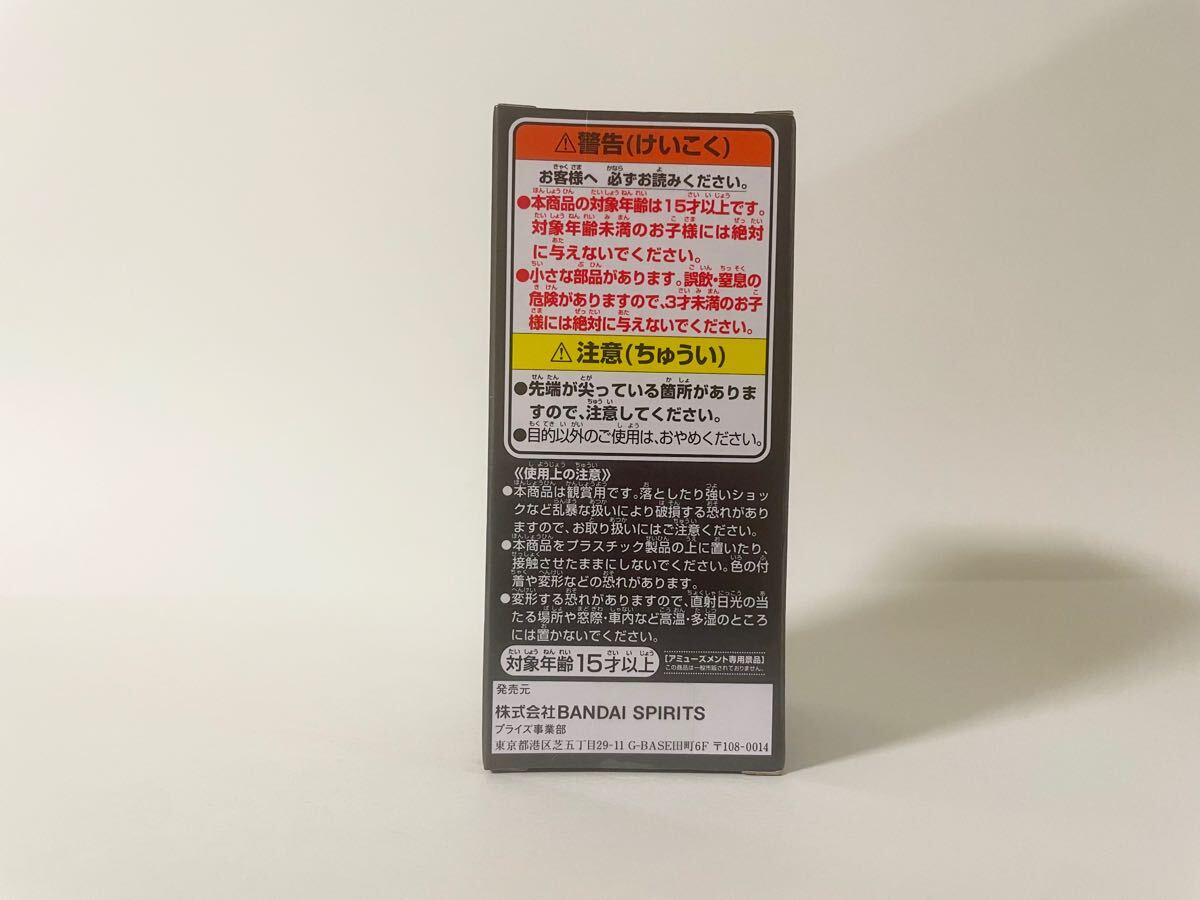 ⚠警告(けいこく)
お客様へ 必ずお読みください。
●本商品の対象年齢は15才以上です。
対象年齢未満のお子様には絶対
に与えないでください。
●小さな部品があります。誤飲・窒息の
危険がありますので、3才未満のお子
様には絶対に与えないでください。
⚠注意(ちゅうい)
●先端が尖っている箇所がありま
すので、注意してください。
●目的以外のご使用は、おやめください。
《使用上の注意》
●本商品は観賞用です。落としたり強いショッ
クなど乱暴な扱いにより破損する恐れがあり
ますので、お取り扱いにはご注意ください。
●本商品をプラスチック製品の上に置いたり、
接触させたままにしないでください。色の付
着や変形などの恐れがあります。
●変形する恐れがありますので、直射日光の当
たる場所や窓際・車内など高温・多湿のところ
には置かないでください。
対象年齢15才以上
[アミューズメント専用景品]
この商品は一般市販されておりません。
発売元
株式会社BANDAI SPIRITS
プライズ事業部
東京都港区芝五丁目29-11 G-BASE田町6F 〒108-0014